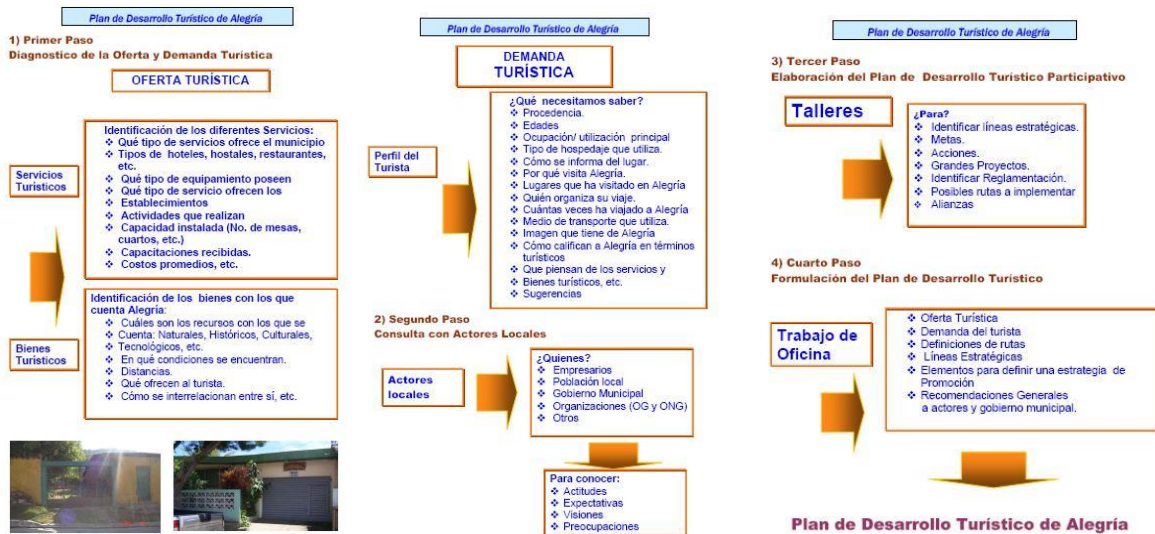 Plan de Desarrollo Turístico de Alegría
1) Primer Paso
Diagnostico de la Oferta y Demanda Turística
OFERTA TURÍSTICA
Servicios
Turísticos
Identificación de los diferentes Servicios:
❖ Qué tipo de servicios ofrece el municipio
❖ Tipos de hoteles, hostales, restaurantes,
etc.
❖ Qué tipo de equipamiento poseen
❖ Qué tipo de servicio ofrecen los
❖ Establecimientos
❖ Actividades que realizan
❖ Capacidad instalada (No. de mesas,
cuartos, etc.)
❖ Capacitaciones recibidas.
❖ Costos promedios, etc.
Bienes
Turísticos
Identificación de los bienes con los que
cuenta Alegría:
❖ Cuáles son los recursos con los que se
❖ Cuenta: Naturales, Históricos, Culturales,
❖ Tecnológicos, etc.
❖ En qué condiciones se encuentran.
❖ Distancias.
❖ Qué ofrecen al turista.
❖ Cómo se interrelacionan entre sí, etc.
Plan de Desarrollo Turístico de Alegría
DEMANDA
TURÍSTICA
Perfil del
Turista
¿Qué necesitamos saber?
❖ Procedencia.
❖ Edades
❖ Ocupación/ utilización principal
❖ Tipo de hospedaje que utiliza.
❖ Cómo se informa del lugar.
❖ Por qué visita Alegría.
❖ Lugares que ha visitado en Alegría
❖ Quién organiza su viaje.
❖ Cuántas veces ha viajado a Alegría
❖ Medio de transporte que utiliza.
❖ Imagen que tiene de Alegría
❖ Cómo califican a Alegría en términos
turísticos
❖ Que piensan de los servicios y
❖ Bienes turísticos, etc.
❖ Sugerencias
2) Segundo Paso
Consulta con Actores Locales
Actores
locales
¿Quienes?
❖ Empresarios
❖ Población local
❖ Gobierno Municipal
❖ Organizaciones (OG y ONG)
❖ Otros
Para conocer:
❖ Actitudes
❖ Expectativas
❖ Visiones
❖ Preocupaciones
Plan de Desarrollo Turístico de Alegría
3) Tercer Paso
Elaboración del Plan de Desarrollo Turístico Participativo
Talleres
¿Para?
❖ Identificar líneas estratégicas.
❖ Metas.
❖ Acciones.
❖ Grandes Proyectos.
❖ Identificar Reglamentación.
❖ Posibles rutas a implementar
❖ Alianzas
4) Cuarto Paso
Formulación del Plan de Desarrollo Turístico
Trabajo de
Oficina
❖ Oferta Turística
❖ Demanda del turista
❖ Definiciones de rutas
❖ Líneas Estratégicas
❖ Elementos para definir una estrategia de
Promoción
❖ Recomendaciones Generales
a actores y gobierno municipal.
Plan de Desarrollo Turístico de Alegría